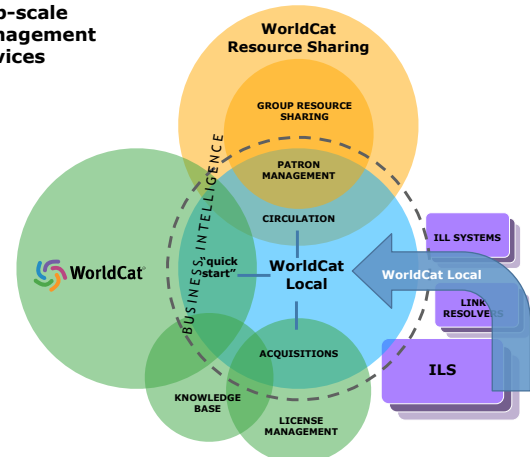 b-scale
nagement
vices
WorldCat
Resource Sharing
GROUP RESOURCE
SHARING
PATRON
MANAGEMENT
BUSINESS INTELLIGENCE
CIRCULATION
ILL SYSTEMS
WorldCat
"quick
start"
WorldCat
Local
WorldCat Local
LINK
RESOLVERS
ACQUISITIONS
ILS
KNOWLEDGE
BASE
LICENSE
MANAGEMENT